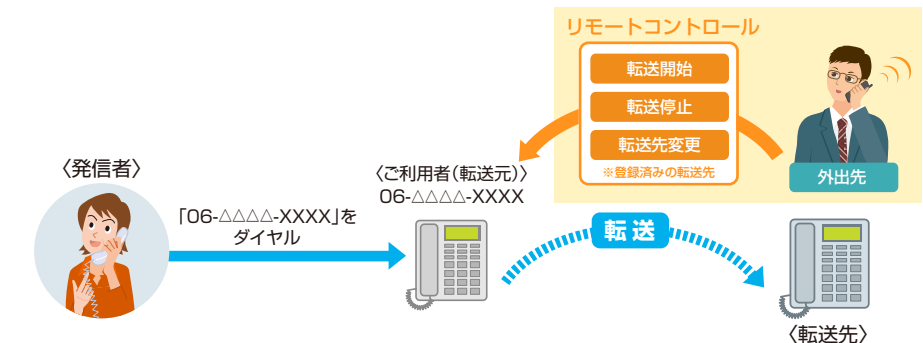 リモートコントロール
転送開始
転送停止
転送先変更
※登録済みの転送先
外出先
〈発信者〉
「06-△△△△-XXXX」を
ダイヤル
〈ご利用者(転送元)〉
06-△△△△-XXXX
転送
〈転送先〉